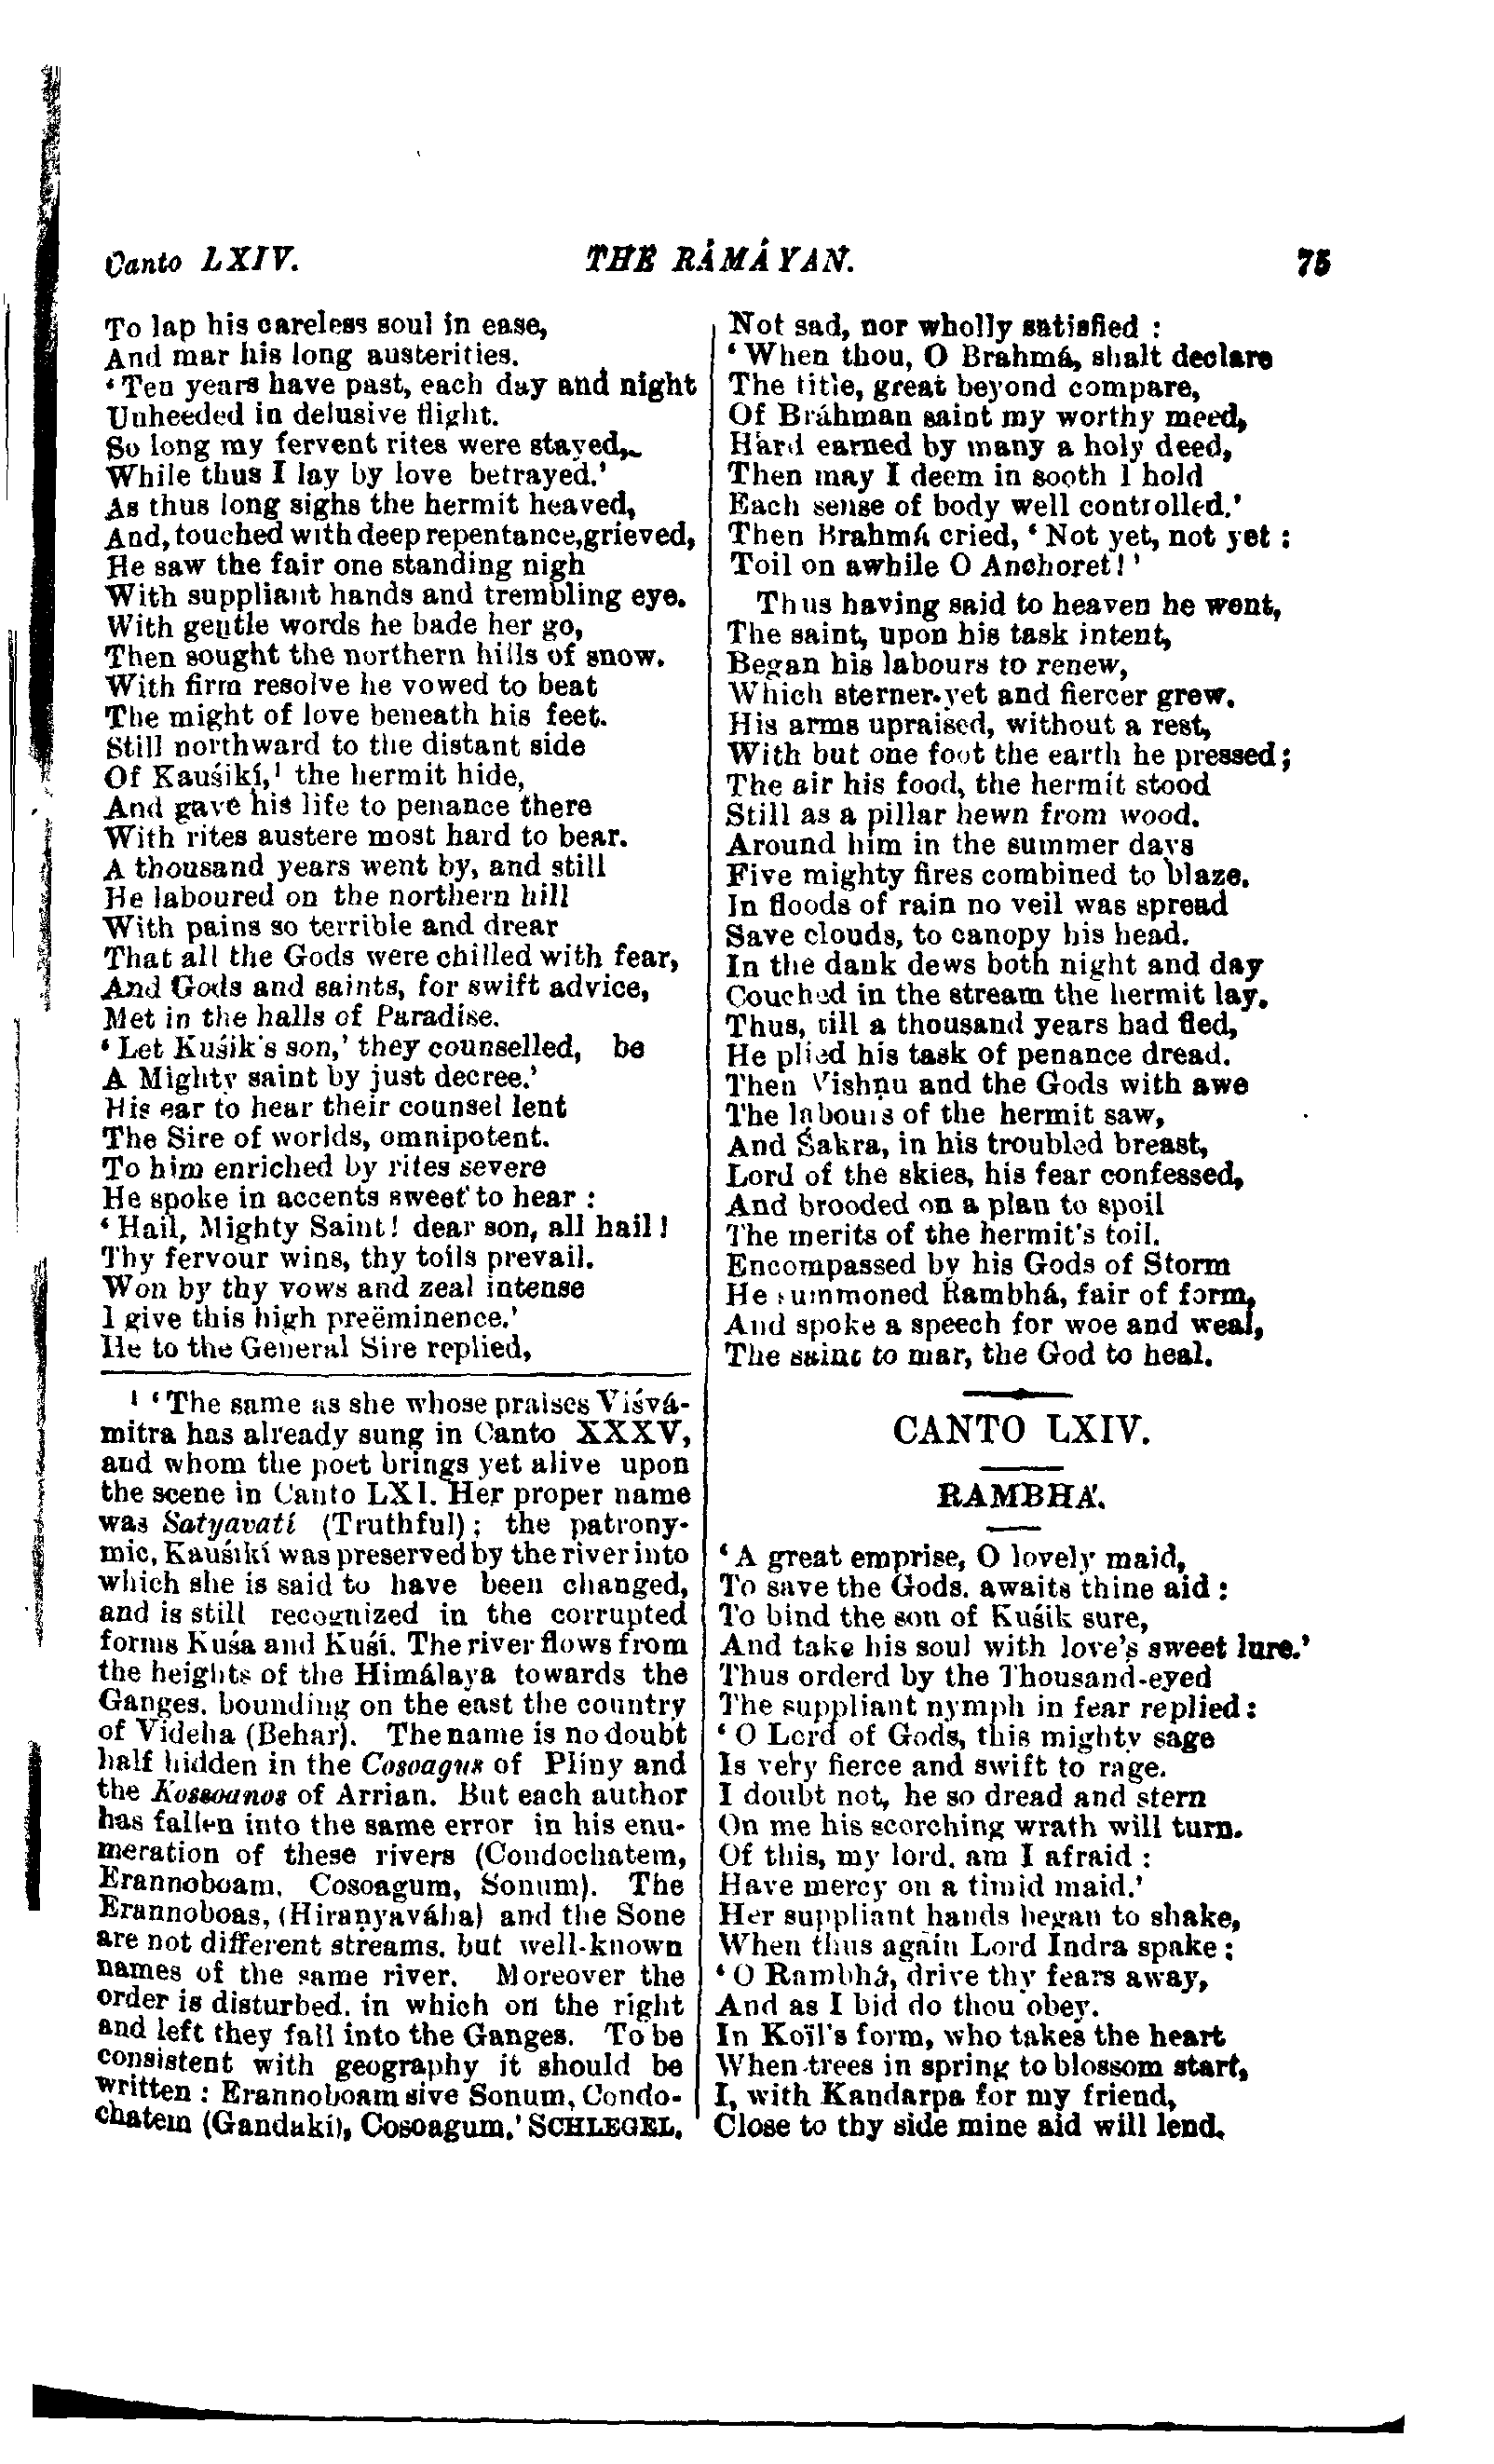 Canto LXIV. THE RÁMÁYAN. 75
To lap his careless soul in ease,
And mar his long austerities.
‘Ten years have past, each day and night
Unheeded in delusive flight.
So long my fervent rites were stayed,
While thus I lay by love betrayed.’
As thus long sighs the hermit heaved,
And, touched with deep repentance, grieved,
He saw the fair one standing nigh
With suppliant hands and trembling eye.
With gentle words he bade her go,
Then sought the northern hills of snow.
With firm resolve he vowed to beat
The might of love beneath his feet.
Still northward to the distant side
Of Kauśikí,¹ the hermit hide,
And gave his life to penance there
With rites austere most hard to bear.
A thousand years went by, and still
He laboured on the northern hill
With pains so terrible and drear
That all the Gods were chilled with fear,
And Gods and saints, for swift advice,
Met in the halls of Paradise.
‘Let Kuśik's son,’ they counselled, be
A Mighty saint by just decree.’
His ear to hear their counsel lent
The Sire of worlds, omnipotent.
To him enriched by rites severe
He spoke in accents sweet to hear :
‘Hail, Mighty Saint! dear son, all hail!
Thy fervour wins, thy toils prevail.
Won by thy vows and zeal intense
I give this high preëminence.’
He to the General Sire replied,
¹ ‘The same as she whose praises Viśvá-
mitra has already sung in Canto XXXV,
and whom the poet brings yet alive upon
the scene in Canto LXI. Her proper name
was Satyavatí (Truthful); the patrony-
mic, Kauśikí was preserved by the river into
which she is said to have been changed,
and is still recognized in the corrupted
forms Kuśa and Kuśí. The river flows from
the heights of the Himálaya towards the
Ganges, bounding on the east the country
of Videha (Behar). The name is no doubt
half hidden in the Cosoagus of Pliny and
the Kossoanos of Arrian. But each author
has fallen into the same error in his enu-
meration of these rivers (Condochatem,
Erannoboam, Cosoagum, Sonum). The
Erannoboas, (Hiraṇyaváha) and the Sone
are not different streams, but well-known
names of the same river. Moreover the
order is disturbed, in which on the right
and left they fall into the Ganges. To be
consistent with geography it should be
written : Erannoboam sive Sonum, Condo-
chatem (Gandakí), Cosoagum.’ SCHLEGEL.
Not sad, nor wholly satisfied :
‘When thou, O Brahmá, shalt declare
The title, great beyond compare,
Of Bráhman saint my worthy meed,
Hard earned by many a holy deed,
Then may I deem in sooth I hold
Each sense of body well controlled.’
Then Brahmá cried, ‘Not yet, not yet :
Toil on awhile O Anchoret!’
Thus having said to heaven he went,
The saint, upon his task intent,
Began his labours to renew,
Which sterner yet and fiercer grew.
His arms upraised, without a rest,
With but one foot the earth he pressed;
The air his food, the hermit stood
Still as a pillar hewn from wood.
Around him in the summer days
Five mighty fires combined to blaze.
In floods of rain no veil was spread
Save clouds, to canopy his head.
In the dank dews both night and day
Couched in the stream the hermit lay.
Thus, till a thousand years had fled,
He plied his task of penance dread.
Then Vishṇu and the Gods with awe
The labours of the hermit saw,
And Śakra, in his troubled breast,
Lord of the skies, his fear confessed,
And brooded on a plan to spoil
The merits of the hermit's toil.
Encompassed by his Gods of Storm
He summoned Rambhá, fair of form,
And spoke a speech for woe and weal,
The saint to mar, the God to heal.
CANTO LXIV.
RAMBHÁ.
‘A great emprise, O lovely maid,
To save the Gods, awaits thine aid :
To bind the son of Kuśik sure,
And take his soul with love's sweet lure.’
Thus orderd by the Thousand-eyed
The suppliant nymph in fear replied :
‘O Lord of Gods, this mighty sage
Is very fierce and swift to rage.
I doubt not, he so dread and stern
On me his scorching wrath will turn.
Of this, my lord, am I afraid :
Have mercy on a timid maid.’
Her suppliant hands began to shake,
When thus again Lord Indra spake :
‘O Rambhá, drive thy fears away,
And as I bid do thou obey.
In Koïl's form, who takes the heart
When trees in spring to blossom start,
I, with Kandarpa for my friend,
Close to thy side mine aid will lend.